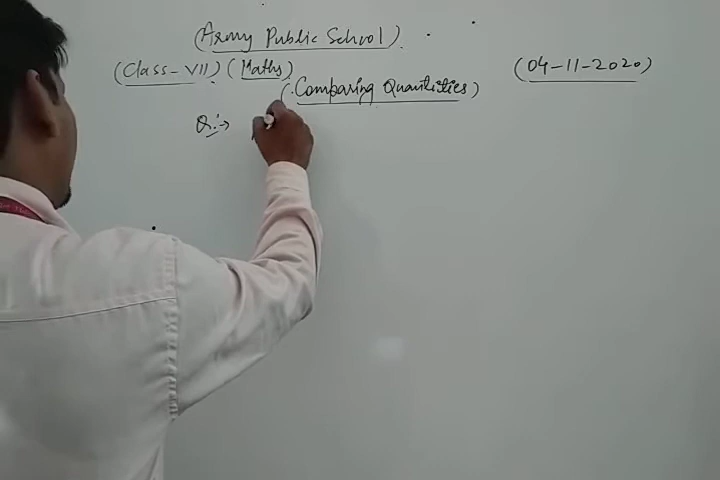 (Army Public School).
(Class-VII) (Maths) (04-11-2020)
(Comparing Quantities)
Q:→